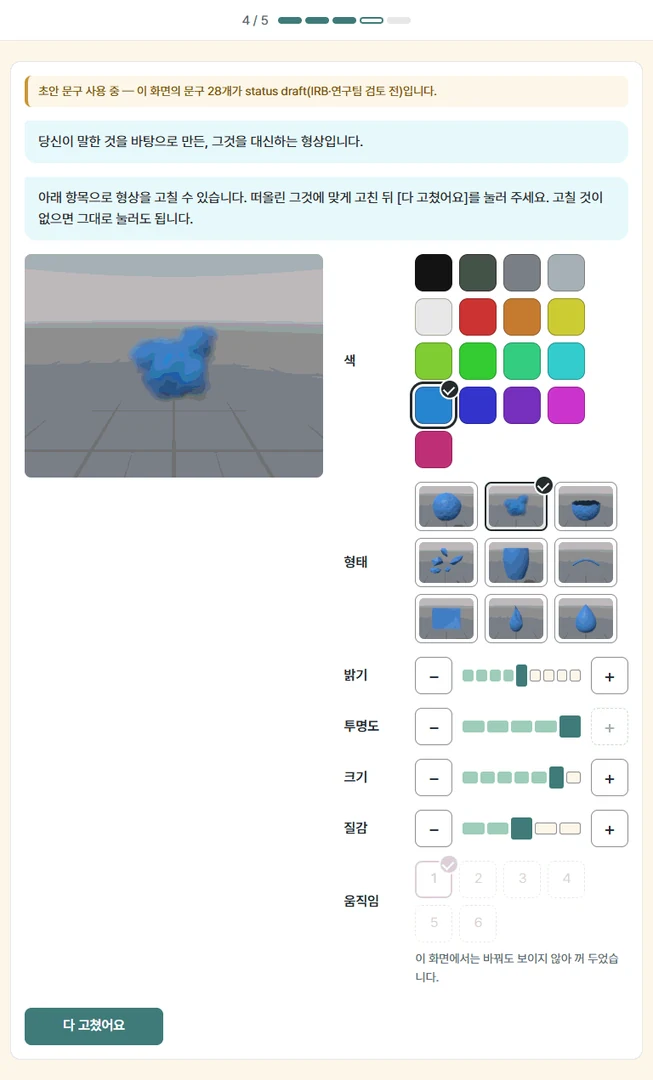 4 / 5
초안 문구 사용 중 — 이 화면의 문구 28개가 status draft(IRB·연구팀 검토 전)입니다.
당신이 말한 것을 바탕으로 만든, 그것을 대신하는 형상입니다.
아래 항목으로 형상을 고칠 수 있습니다. 떠올린 그것에 맞게 고친 뒤 [다 고쳤어요]를 눌러 주세요. 고칠 것이
없으면 그대로 눌러도 됩니다.
색
형태
밝기
− +
투명도
− +
크기
− +
질감
− +
움직임
1 2 3 4
5 6
이 화면에서는 바꿔도 보이지 않아 꺼 두었습
니다.
다 고쳤어요